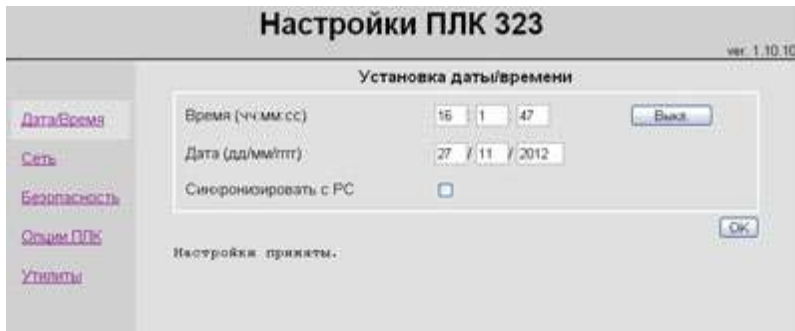 Настройки ПЛК 323
ver. 1.10.10
Установка даты/времени
Дата/Время
Сеть
Безопасность
Опции ПЛК
Утилиты
Время (чч:мм:сс)
16 : 1 : 47
Выкл.
Дата (дд/мм/гггг)
27 / 11 / 2012
Синхронизировать с PC
OK
Настройки приняты.